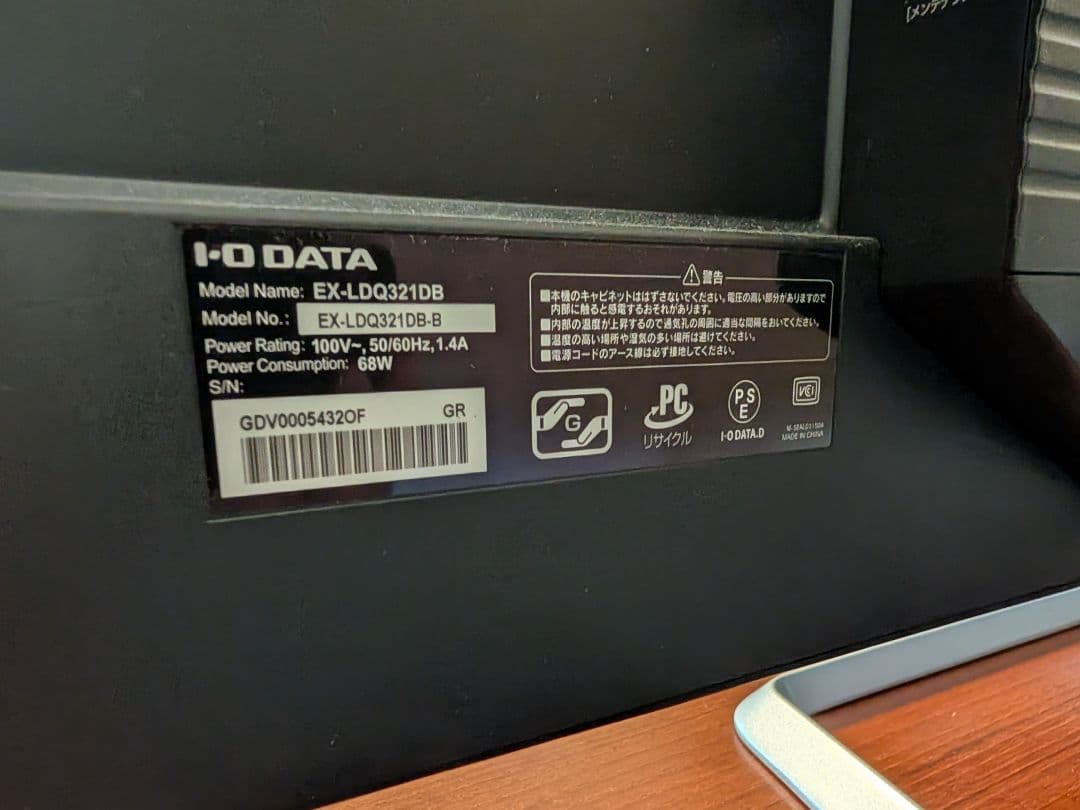 I-O DATA
Model Name: EX-LDQ321DB
Model No.: EX-LDQ321DB-B
Power Rating: 100V~, 50/60Hz, 1.4A
Power Consumption: 68W
S/N:
GDV0005432OF GR
警告
■本機のキャビネットははずさないでください。電圧の高い部分がありますので
内部に触ると感電するおそれがあります。
■内部の温度が上昇するので通気孔の周囲に適当な間隔をおいてください。
■温度の高い場所や湿気の多い場所は避けてください。
■電源コードのアース線は必ず接地してください。
G
PC
リサイクル
PS
E
I-O DATA.D
VCI
MADE IN CHINA